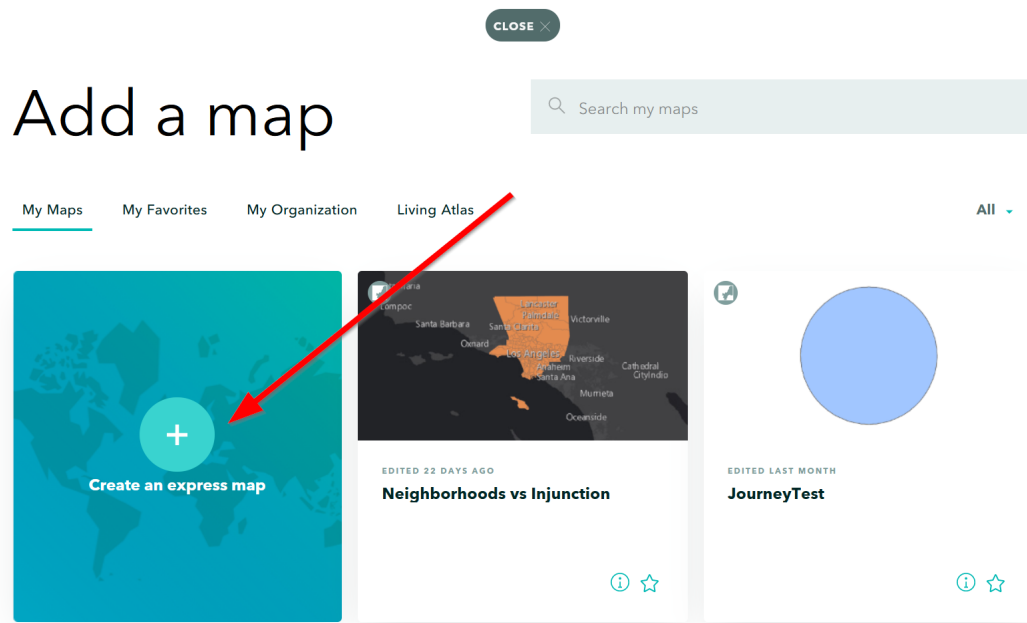 CLOSE
Add a map
Search my maps
My Maps My Favorites My Organization Living Atlas All
Lompoc
Santa Barbara
Oxnard
Lancaster
Palmdale
Santa Clarita
Victorville
Los Angeles
Riverside
Anaheim
Santa Ana
Cathedral
City Indio
Murrieta
Oceanside
Create an express map
EDITED 22 DAYS AGO
Neighborhoods vs Injunction
EDITED LAST MONTH
JourneyTest